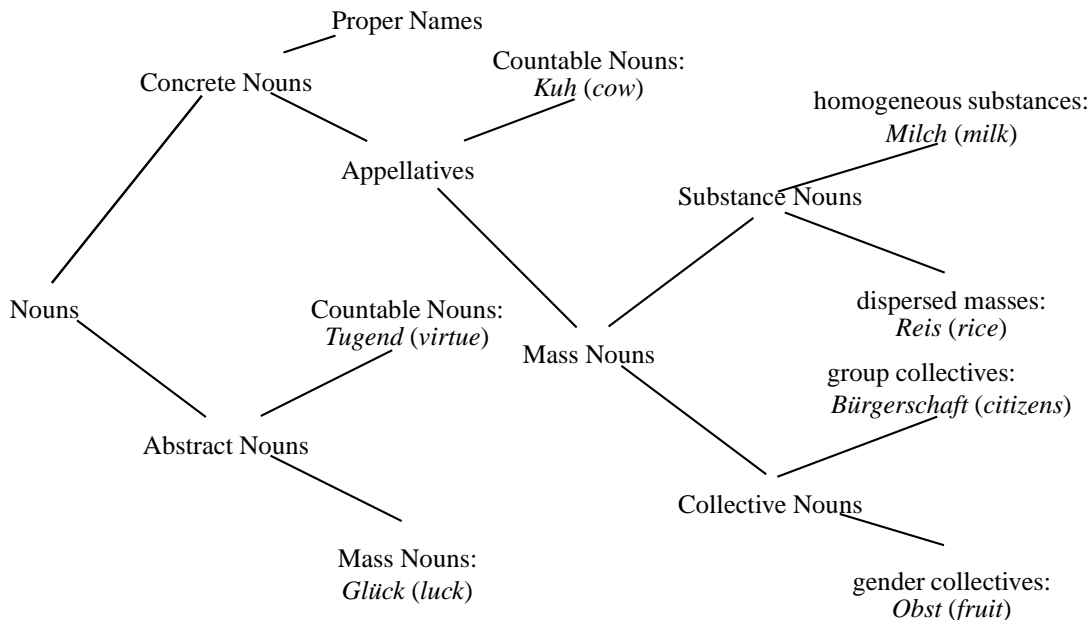 Proper Names
Concrete Nouns
Countable Nouns:
Kuh (cow)
homogeneous substances:
Milch (milk)
Appellatives
Substance Nouns
Nouns
Countable Nouns:
Tugend (virtue)
dispersed masses:
Reis (rice)
Mass Nouns
group collectives:
Bürgerschaft (citizens)
Abstract Nouns
Collective Nouns
Mass Nouns:
Glück (luck)
gender collectives:
Obst (fruit)